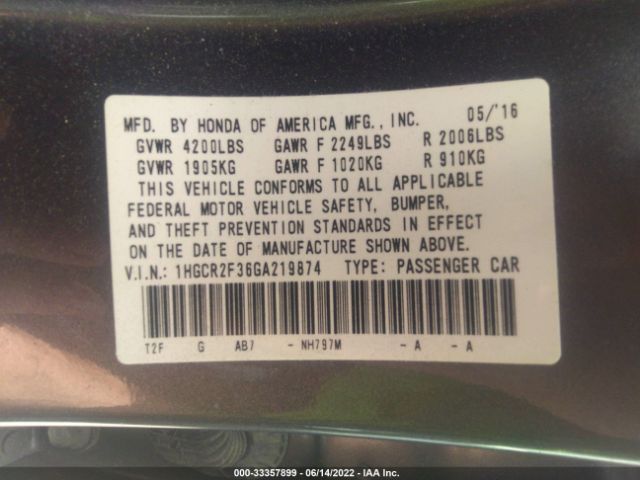 MFD. BY HONDA OF AMERICA MFG., INC. 05/'16
GVWR 4200LBS GAWR F 2249LBS R 2006LBS
GVWR 1905KG GAWR F 1020KG R 910KG
THIS VEHICLE CONFORMS TO ALL APPLICABLE
FEDERAL MOTOR VEHICLE SAFETY, BUMPER,
AND THEFT PREVENTION STANDARDS IN EFFECT
ON THE DATE OF MANUFACTURE SHOWN ABOVE.
V.I.N.: 1HGCR2F36GA219874 TYPE: PASSENGER CAR
T2F G AB7 - NH797M - A - A
000-33357899 - 06/14/2022 - IAA Inc.